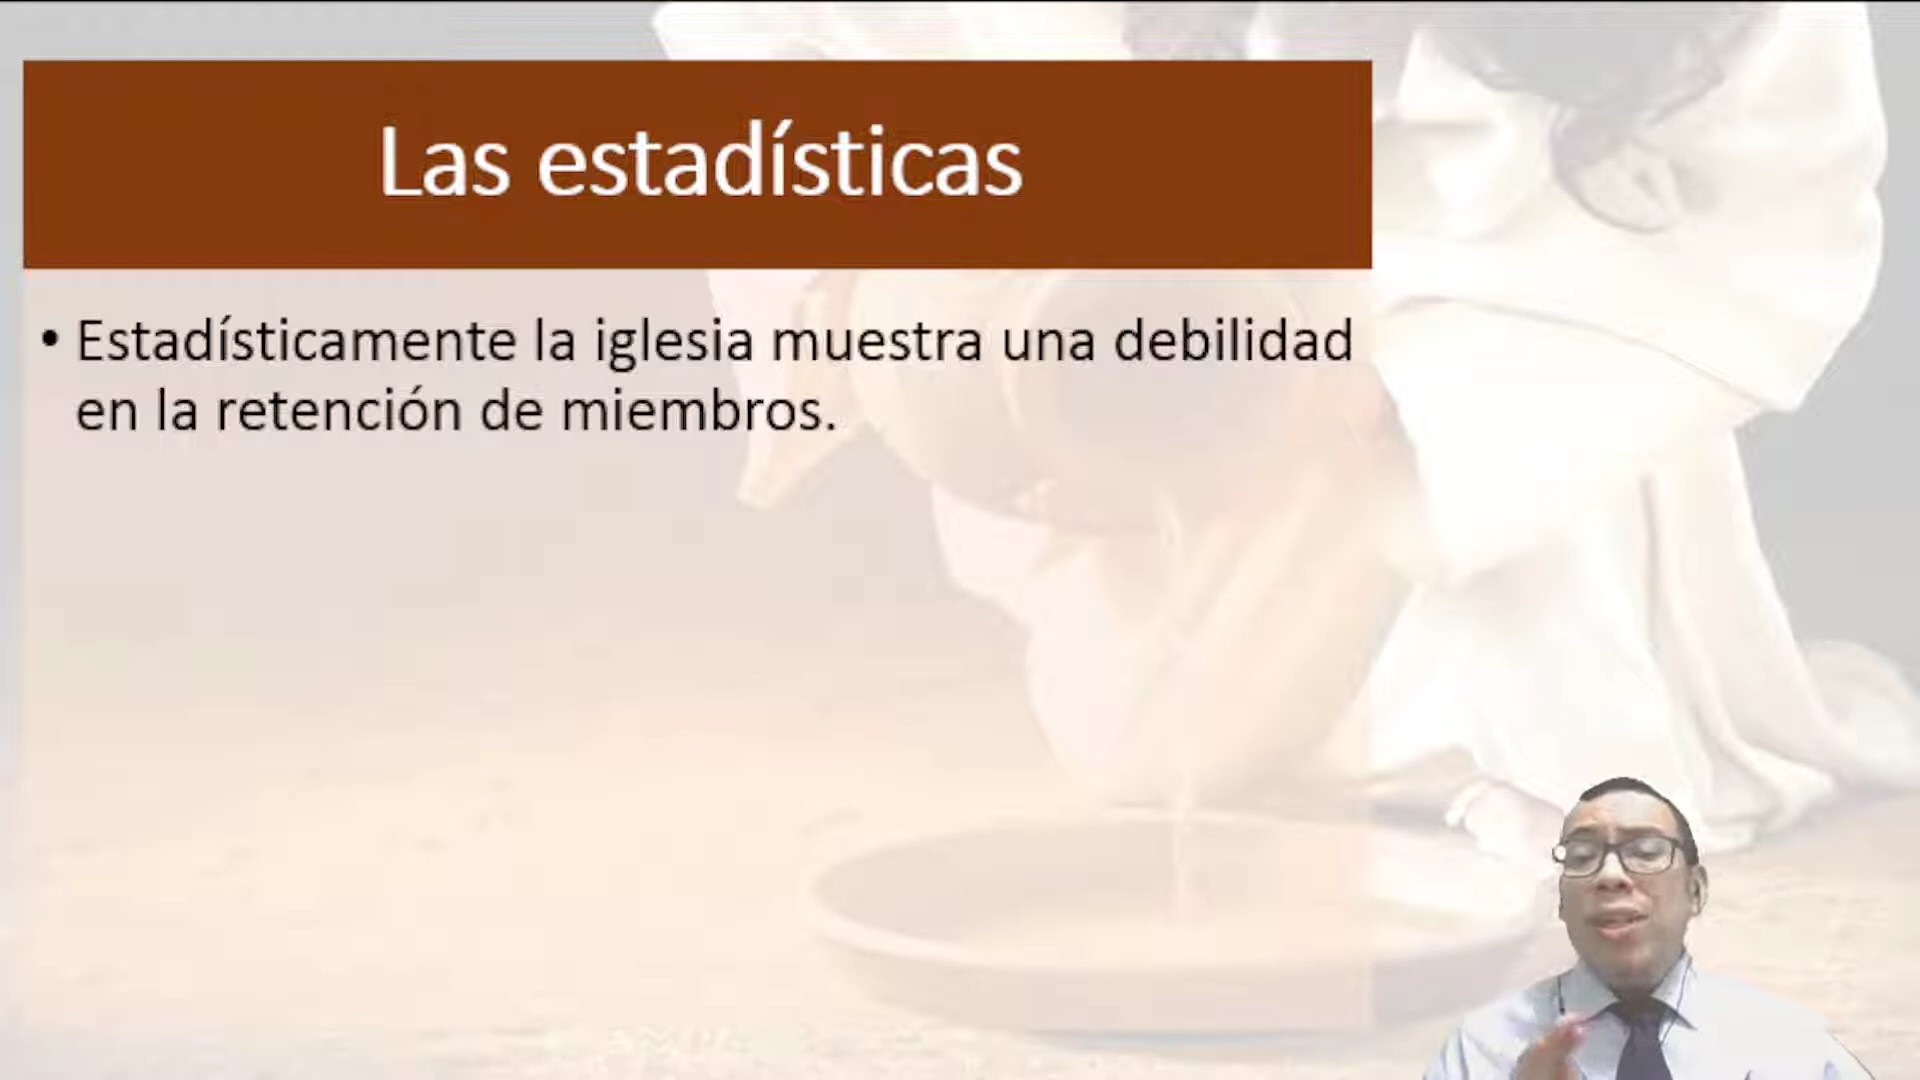 Las estadísticas
• Estadísticamente la iglesia muestra una debilidad
en la retención de miembros.